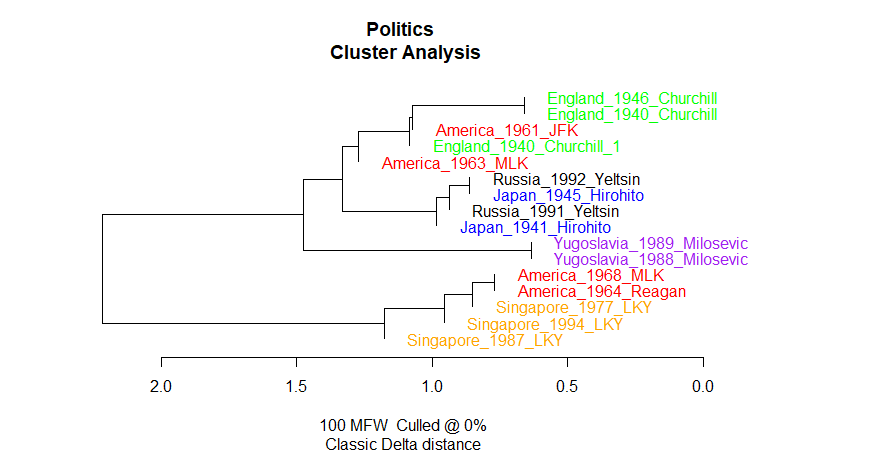 Politics
Cluster Analysis
England_1946_Churchill
England_1940_Churchill
America_1961_JFK
England_1940_Churchill_1
America_1963_MLK
Russia_1992_Yeltsin
Japan_1945_Hirohito
Russia_1991_Yeltsin
Japan_1941_Hirohito
Yugoslavia_1989_Milosevic
Yugoslavia_1988_Milosevic
America_1968_MLK
America_1964_Reagan
Singapore_1977_LKY
Singapore_1994_LKY
Singapore_1987_LKY
2.0 1.5 1.0 0.5 0.0
100 MFW Culled @ 0%
Classic Delta distance